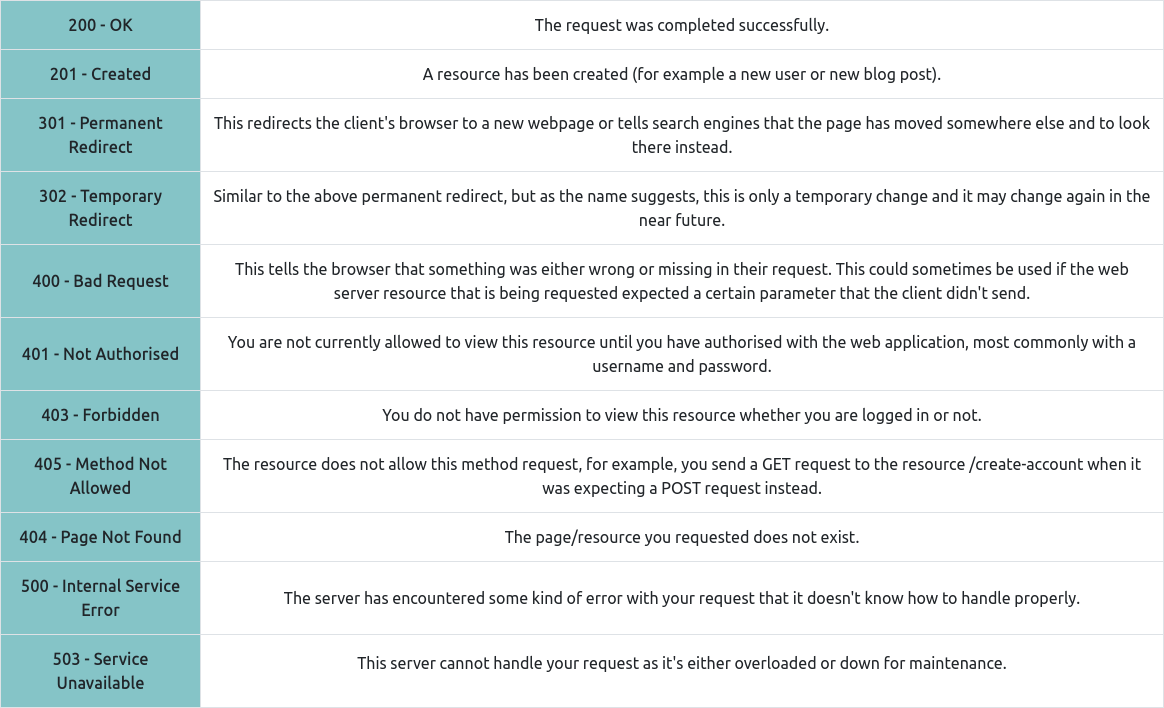 200 - OK
The request was completed successfully.
201 - Created
A resource has been created (for example a new user or new blog post).
301 - Permanent
Redirect
This redirects the client's browser to a new webpage or tells search engines that the page has moved somewhere else and to look
there instead.
302 - Temporary
Redirect
Similar to the above permanent redirect, but as the name suggests, this is only a temporary change and it may change again in the
near future.
400 - Bad Request
This tells the browser that something was either wrong or missing in their request. This could sometimes be used if the web
server resource that is being requested expected a certain parameter that the client didn't send.
401 - Not Authorised
You are not currently allowed to view this resource until you have authorised with the web application, most commonly with a
username and password.
403 - Forbidden
You do not have permission to view this resource whether you are logged in or not.
405 - Method Not
Allowed
The resource does not allow this method request, for example, you send a GET request to the resource /create-account when it
was expecting a POST request instead.
404 - Page Not Found
The page/resource you requested does not exist.
500 - Internal Service
Error
The server has encountered some kind of error with your request that it doesn't know how to handle properly.
503 - Service
Unavailable
This server cannot handle your request as it's either overloaded or down for maintenance.